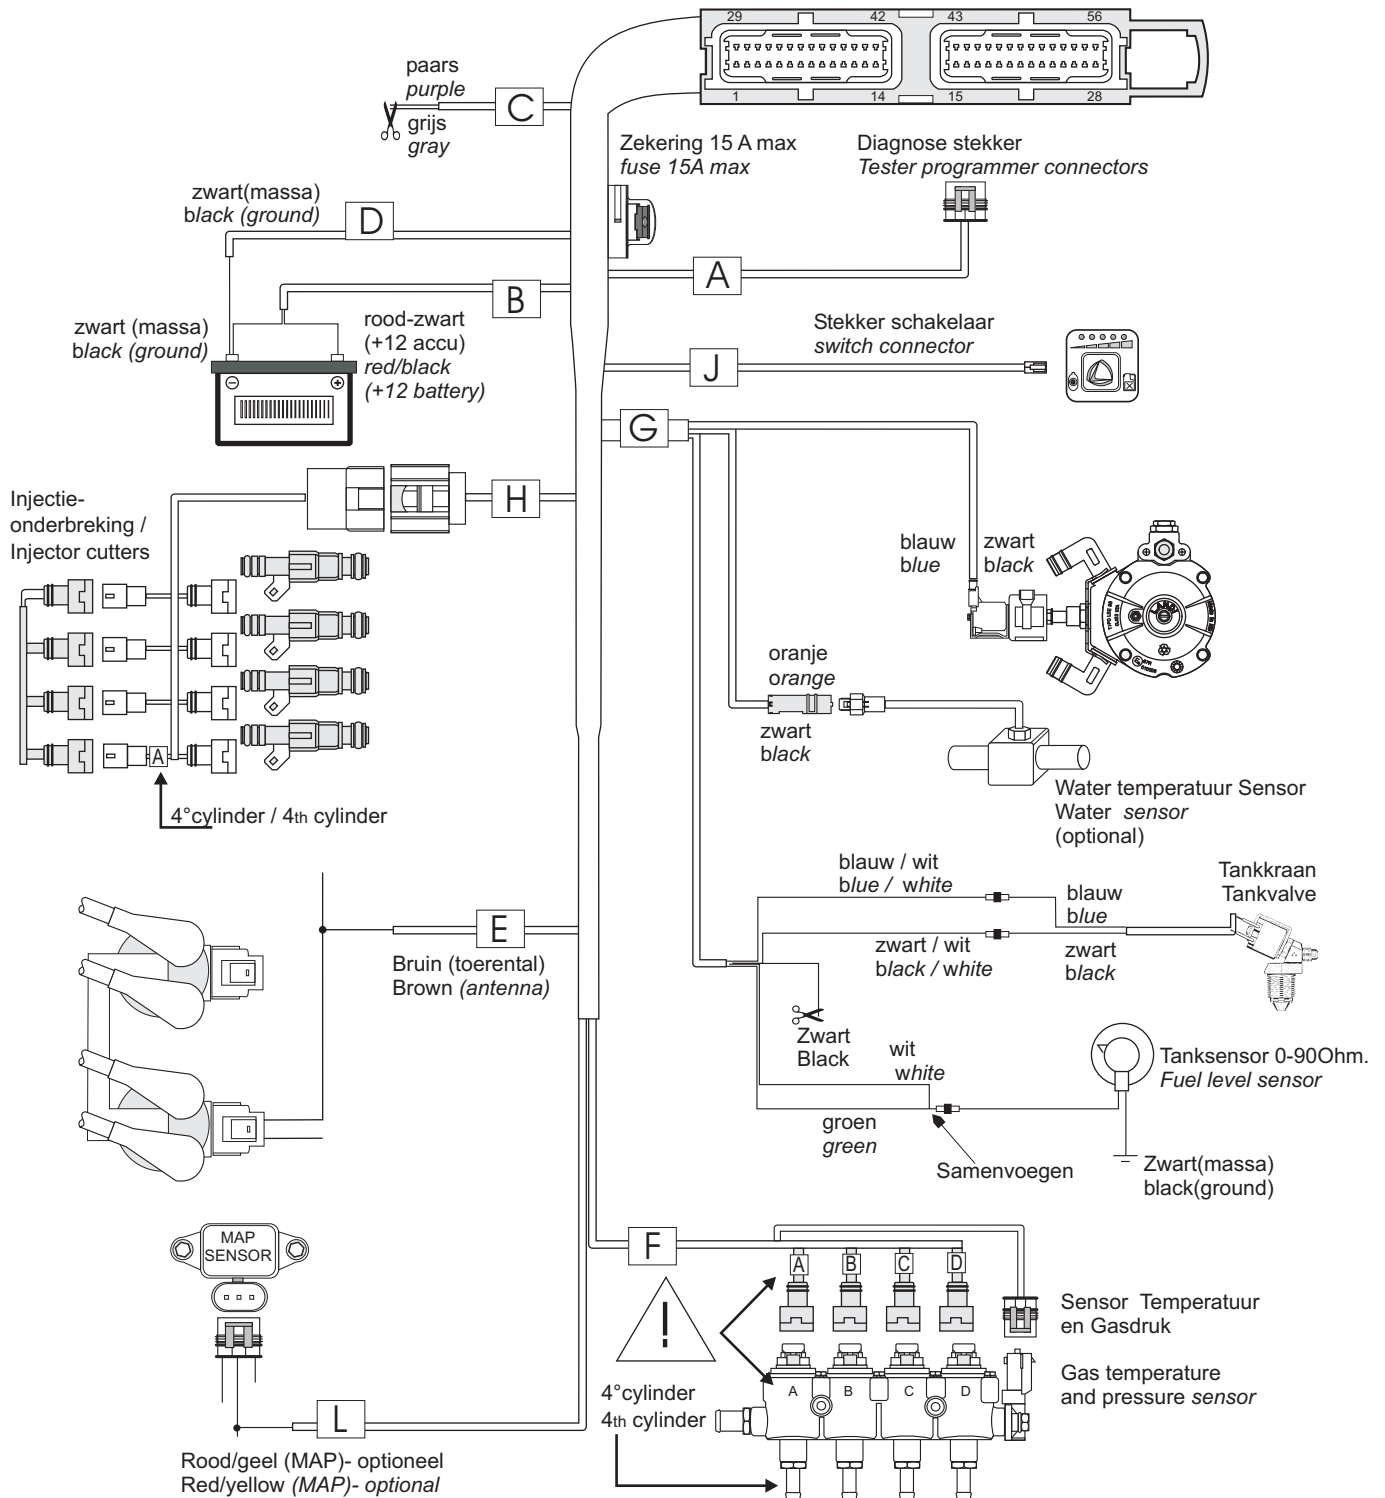 29 42 43 56
1 14 15 28
paars
purple
C
grijs
gray
Zekering 15 A max
fuse 15A max
Diagnose stekker
Tester programmer connectors
zwart(massa)
black (ground)
D
A
B
zwart (massa)
black (ground)
rood-zwart
(+12 accu)
red/black
(+12 battery)
Stekker schakelaar
switch connector
J
G
H
Injectie-
onderbreking /
Injector cutters
A
4°cylinder / 4th cylinder
blauw
blue
zwart
black
LANDI
oranje
orange
zwart
black
Water temperatuur Sensor
Water sensor
(optional)
blauw / wit
blue / white
blauw
blue
Tankkraan
Tankvalve
zwart / wit
black / white
zwart
black
E
Bruin (toerental)
Brown (antenna)
Zwart
Black
wit
white
Tanksensor 0-90Ohm.
Fuel level sensor
groen
green
Samenvoegen
Zwart(massa)
black(ground)
MAP
SENSOR
F
A B C D
!
Sensor Temperatuur
en Gasdruk
Gas temperature
and pressure sensor
A B C D
4°cylinder
4th cylinder
L
Rood/geel (MAP)- optioneel
Red/yellow (MAP)- optional